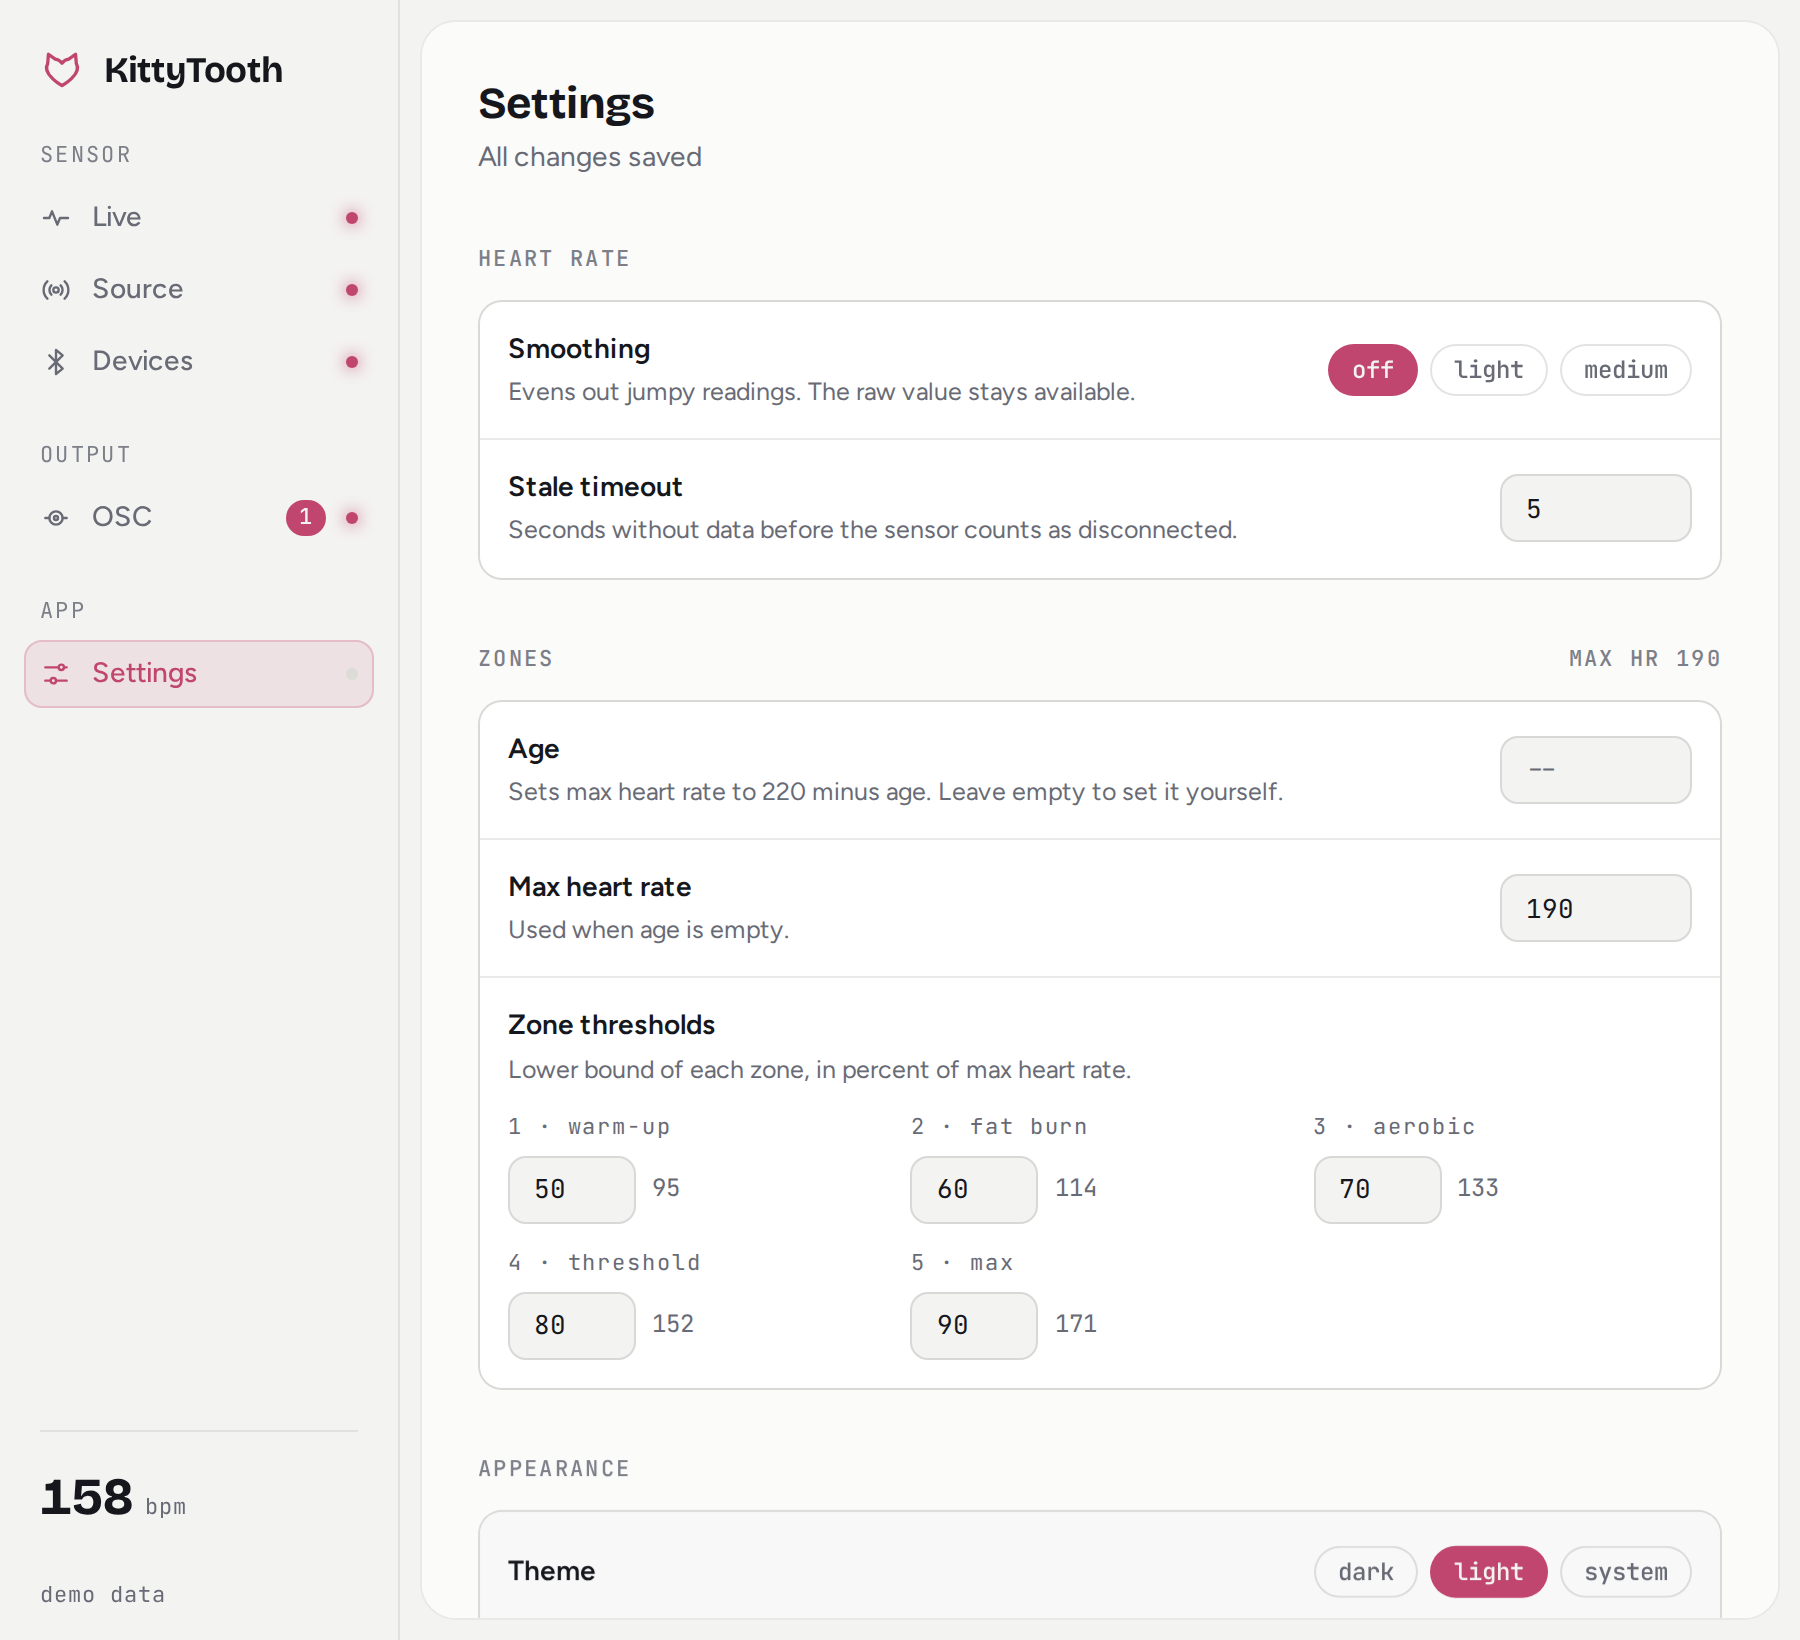 KittyTooth
SENSOR
Live
Source
Devices
OUTPUT
OSC 1
APP
Settings
158 bpm
demo data
Settings
All changes saved
HEART RATE
Smoothing
Evens out jumpy readings. The raw value stays available.
off light medium
Stale timeout
Seconds without data before the sensor counts as disconnected.
5
ZONES MAX HR 190
Age
Sets max heart rate to 220 minus age. Leave empty to set it yourself.
--
Max heart rate
Used when age is empty.
190
Zone thresholds
Lower bound of each zone, in percent of max heart rate.
1 · warm-up 2 · fat burn 3 · aerobic
50 95 60 114 70 133
4 · threshold 5 · max
80 152 90 171
APPEARANCE
Theme dark light system